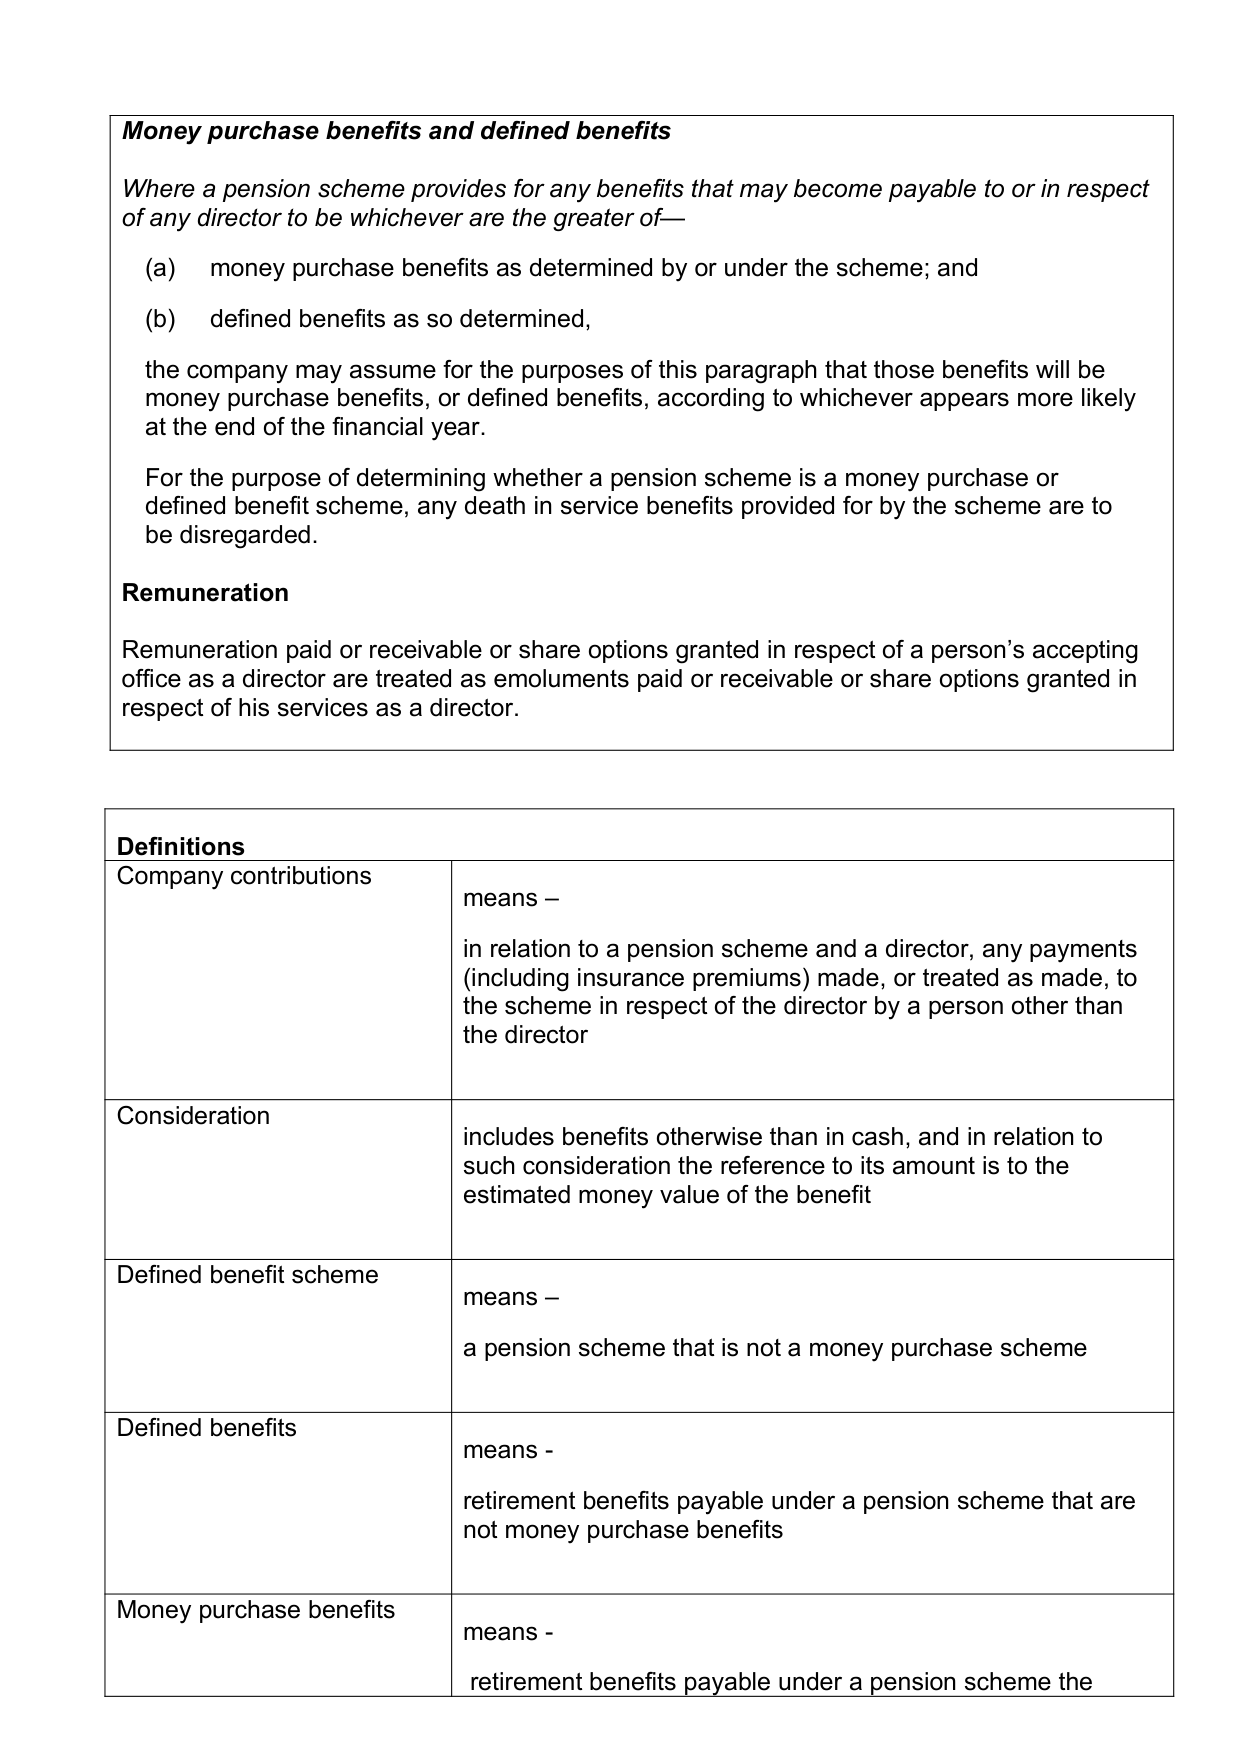 Money purchase benefits and defined benefits
Where a pension scheme provides for any benefits that may become payable to or in respect
of any director to be whichever are the greater of—
(a) money purchase benefits as determined by or under the scheme; and
(b) defined benefits as so determined,
the company may assume for the purposes of this paragraph that those benefits will be
money purchase benefits, or defined benefits, according to whichever appears more likely
at the end of the financial year.
For the purpose of determining whether a pension scheme is a money purchase or
defined benefit scheme, any death in service benefits provided for by the scheme are to
be disregarded.
Remuneration
Remuneration paid or receivable or share options granted in respect of a person’s accepting
office as a director are treated as emoluments paid or receivable or share options granted in
respect of his services as a director.
Definitions
Company contributions
means –
in relation to a pension scheme and a director, any payments
(including insurance premiums) made, or treated as made, to
the scheme in respect of the director by a person other than
the director
Consideration
includes benefits otherwise than in cash, and in relation to
such consideration the reference to its amount is to the
estimated money value of the benefit
Defined benefit scheme
means –
a pension scheme that is not a money purchase scheme
Defined benefits
means -
retirement benefits payable under a pension scheme that are
not money purchase benefits
Money purchase benefits
means -
retirement benefits payable under a pension scheme the